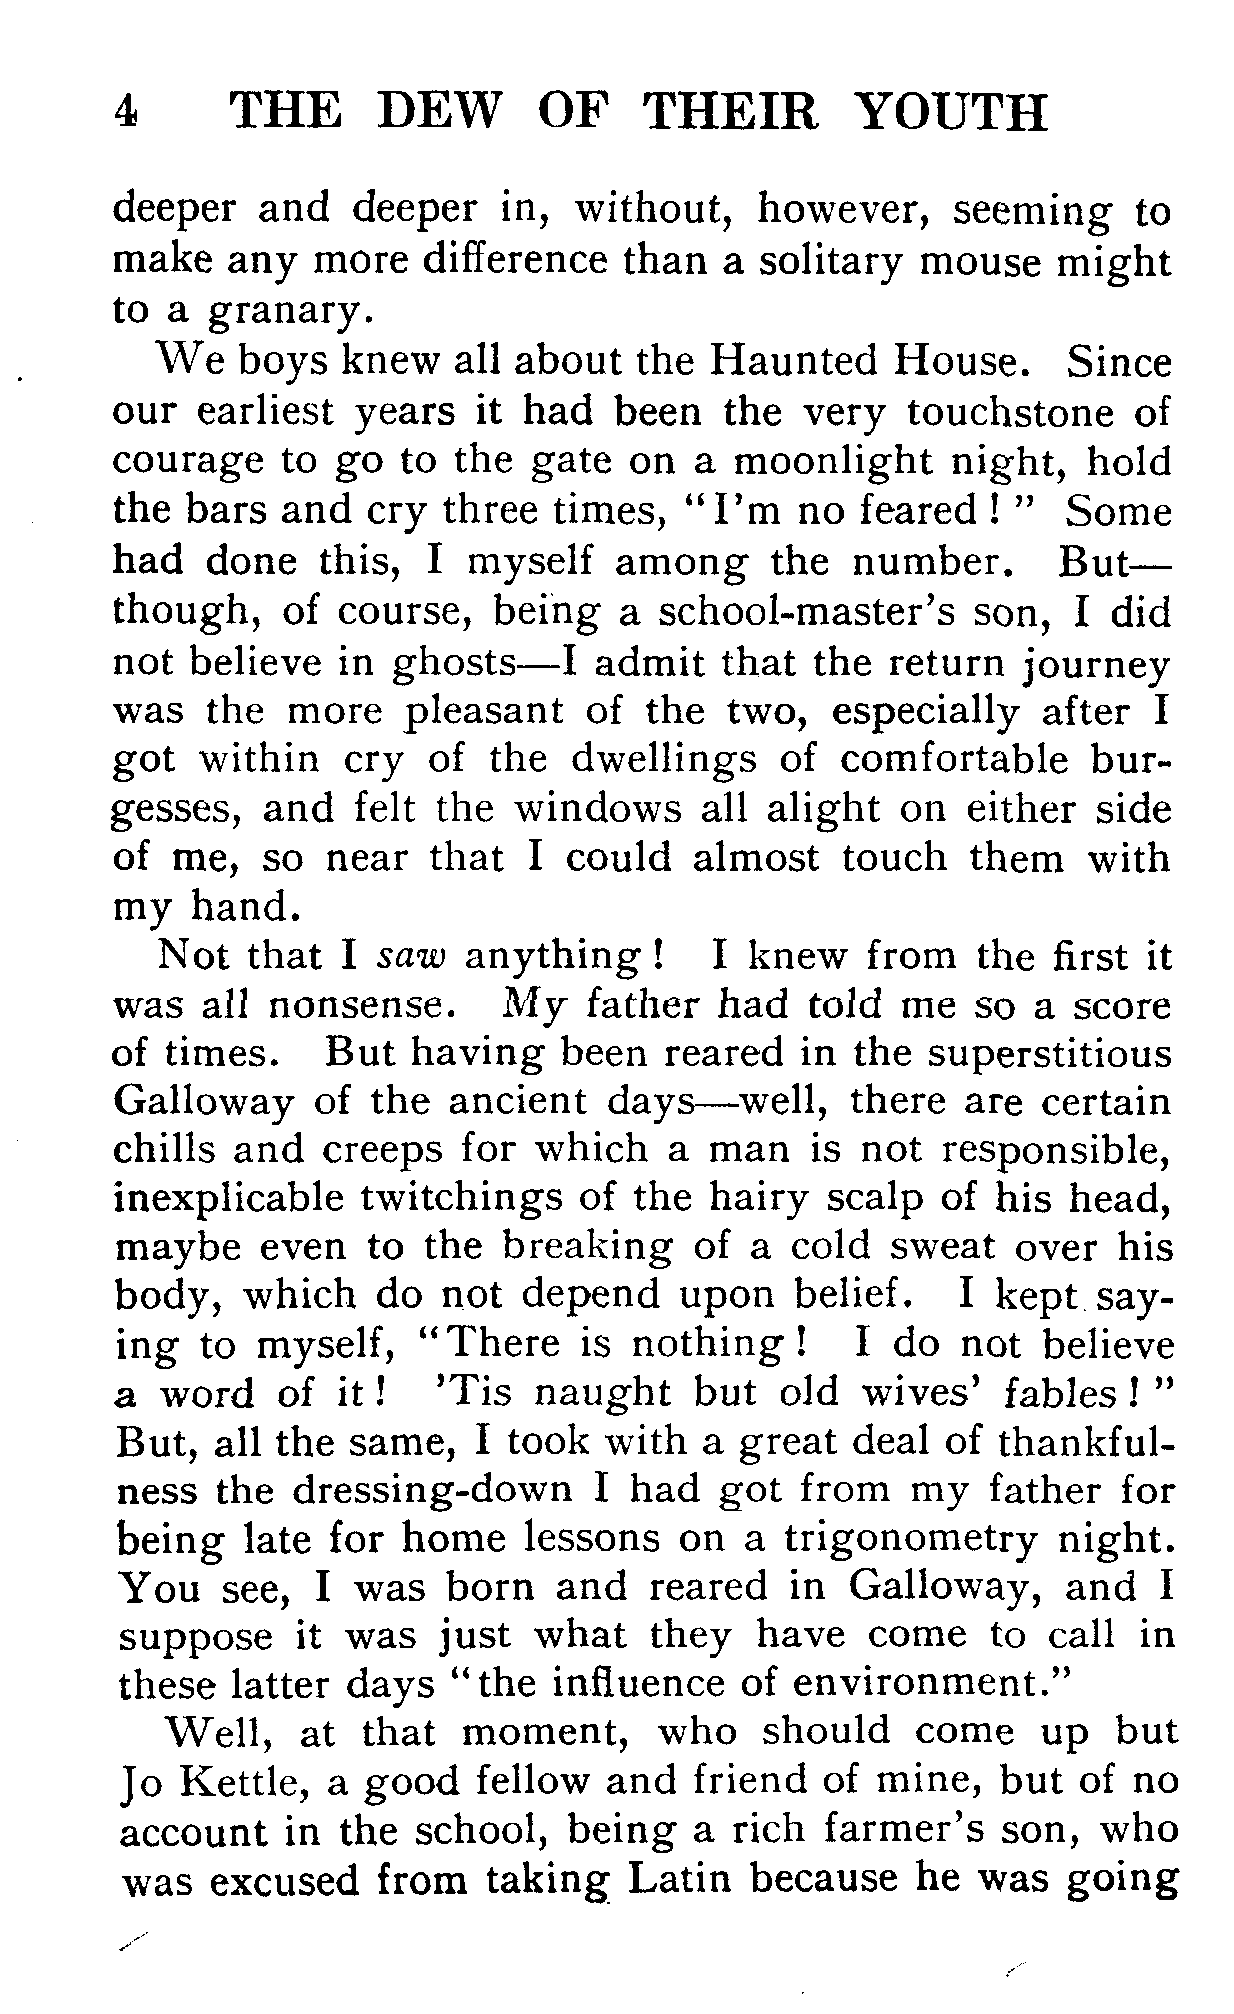 4 THE DEW OF THEIR YOUTH
deeper and deeper in, without, however, seeming to
make any more difference than a solitary mouse might
to a granary.
We boys knew all about the Haunted House. Since
our earliest years it had been the very touchstone of
courage to go to the gate on a moonlight night, hold
the bars and cry three times, “I’m no feared!” Some
had done this, I myself among the number. But—
though, of course, being a school-master’s son, I did
not believe in ghosts—I admit that the return journey
was the more pleasant of the two, especially after I
got within cry of the dwellings of comfortable bur-
gesses, and felt the windows all alight on either side
of me, so near that I could almost touch them with
my hand.
Not that I saw anything! I knew from the first it
was all nonsense. My father had told me so a score
of times. But having been reared in the superstitious
Galloway of the ancient days—well, there are certain
chills and creeps for which a man is not responsible,
inexplicable twitchings of the hairy scalp of his head,
maybe even to the breaking of a cold sweat over his
body, which do not depend upon belief. I kept say-
ing to myself, “There is nothing! I do not believe
a word of it! ’Tis naught but old wives’ fables!”
But, all the same, I took with a great deal of thankful-
ness the dressing-down I had got from my father for
being late for home lessons on a trigonometry night.
You see, I was born and reared in Galloway, and I
suppose it was just what they have come to call in
these latter days “the influence of environment.”
Well, at that moment, who should come up but
Jo Kettle, a good fellow and friend of mine, but of no
account in the school, being a rich farmer’s son, who
was excused from taking Latin because he was going